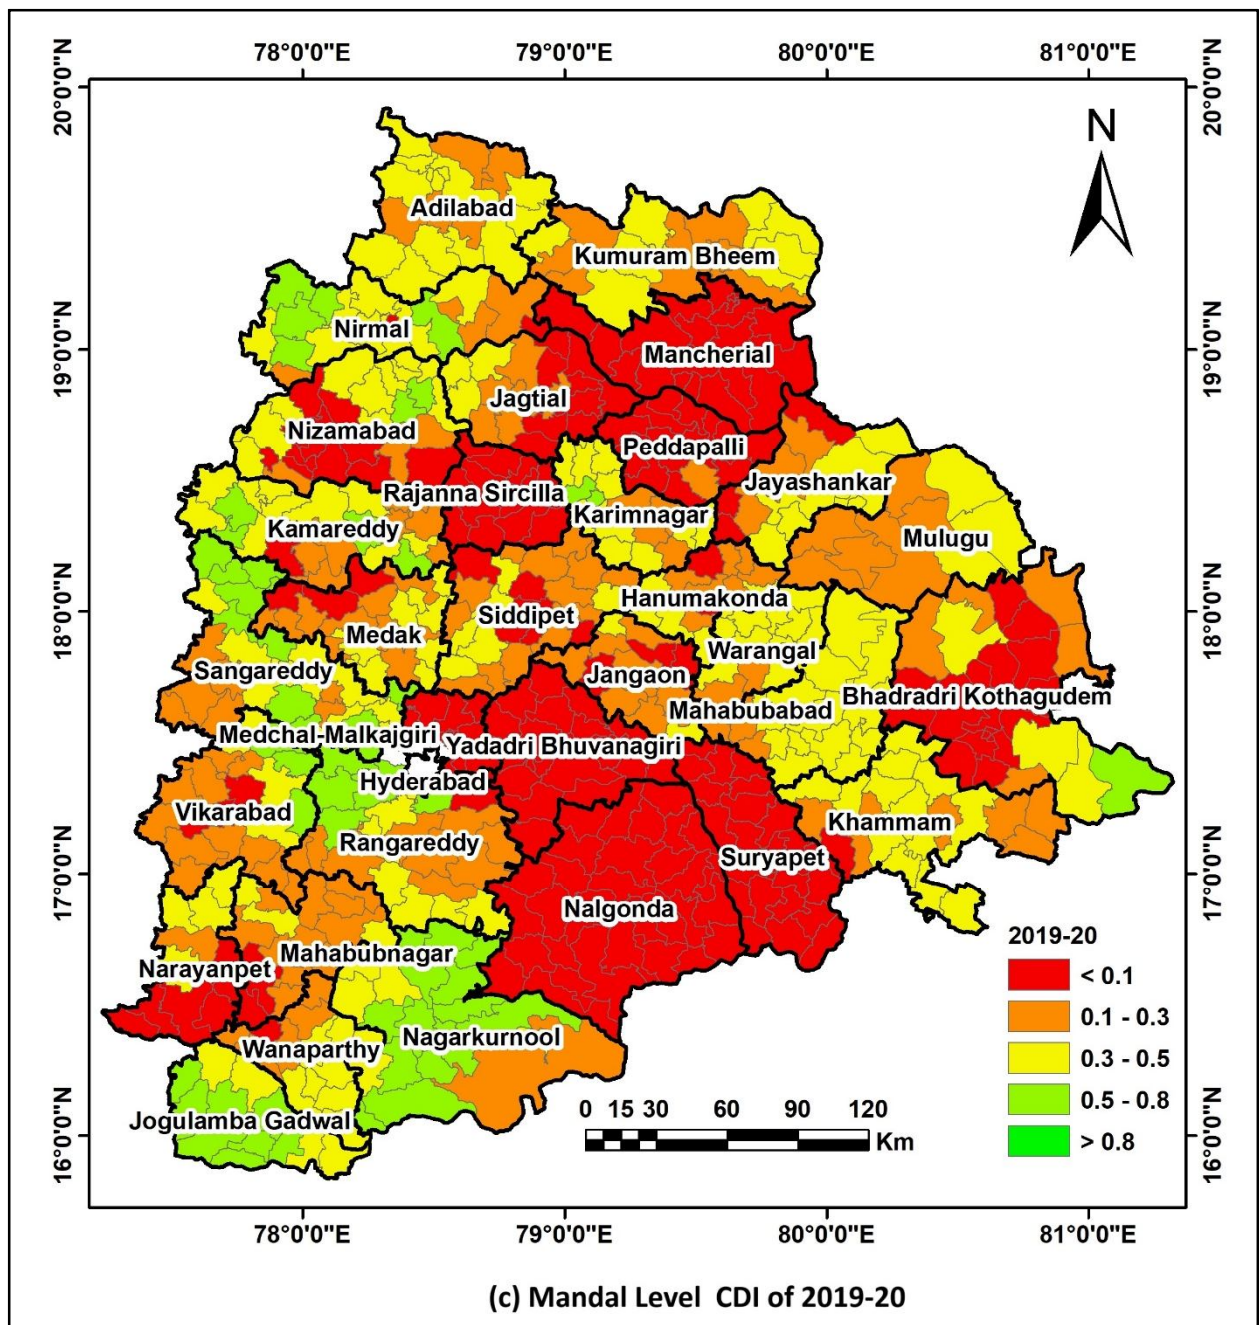 78°0'0"E 79°0'0"E 80°0'0"E 81°0'0"E
20°0'0"N
19°0'0"N
18°0'0"N
17°0'0"N
16°0'0"N
20°0'0"N
19°0'0"N
18°0'0"N
17°0'0"N
16°0'0"N
N
Adilabad
Kumuram Bheem
Nirmal
Mancherial
Jagtial
Nizamabad
Peddapalli
Jayashankar
Rajanna Sircilla
Karimnagar
Kamareddy
Mulugu
Hanumakonda
Siddipet
Medak
Warangal
Sangareddy
Jangaon
Bhadradri Kothagudem
Mahabubabad
Medchal-Malkajgiri
Yadadri Bhuvanagiri
Hyderabad
Vikarabad
Khammam
Rangareddy
Suryapet
Nalgonda
Mahabubnagar
Narayanpet
Nagarkurnool
Wanaparthy
Jogulamba Gadwal
2019-20
< 0.1
0.1 - 0.3
0.3 - 0.5
0.5 - 0.8
> 0.8
0 15 30 60 90 120
Km
78°0'0"E 79°0'0"E 80°0'0"E 81°0'0"E
(c) Mandal Level CDI of 2019-20